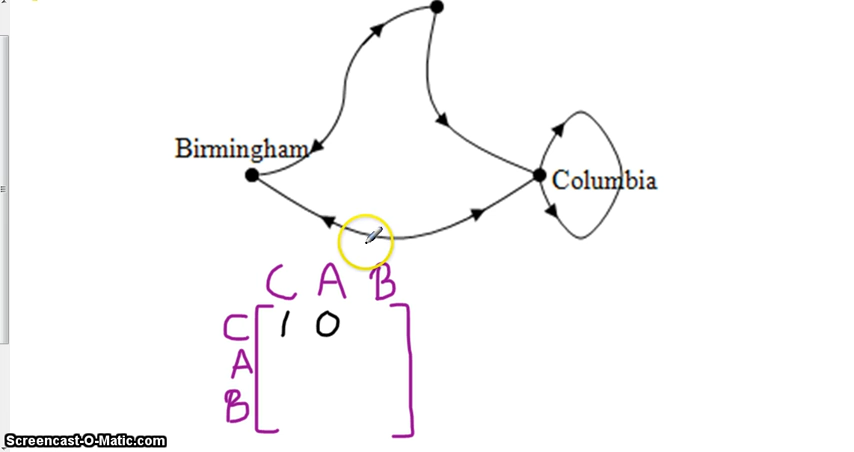 Birmingham
Columbia
C A B
C 1 0
A
B
Screencast-O-Matic.com